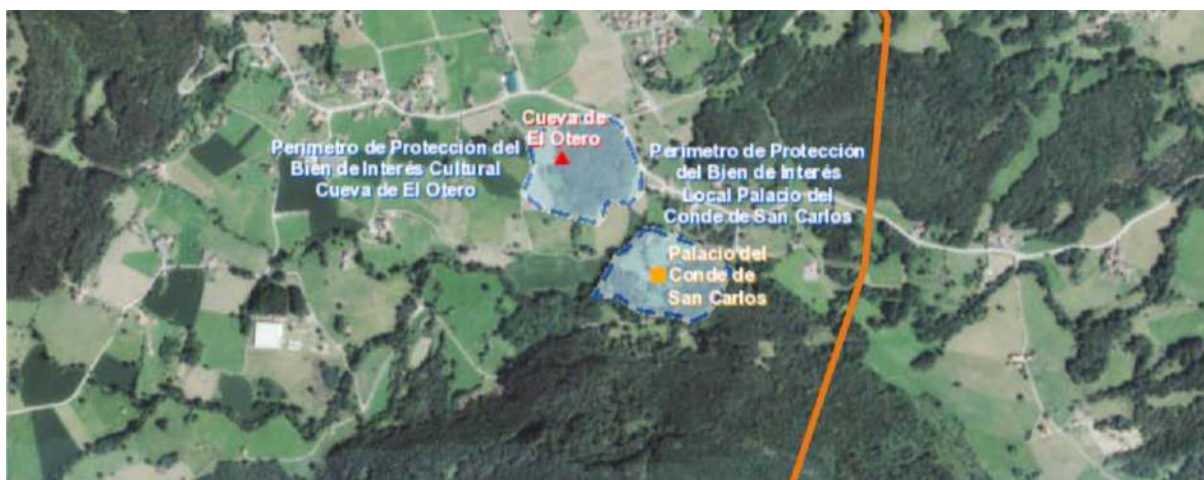 Cueva de
El Otero
Perímetro de Protección del
Bien de Interés Cultural
Cueva de El Otero
Perímetro de Protección
del Bien de Interés
Local Palacio del
Conde de San Carlos
Palacio del
Conde de
San Carlos